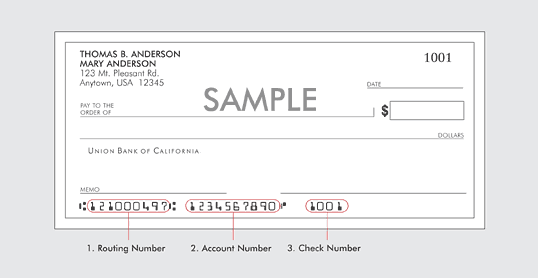 THOMAS B. ANDERSON
MARY ANDERSON
123 Mt. Pleasant Rd.
Anytown, USA 12345
1001
DATE
SAMPLE
PAY TO THE
ORDER OF
$
DOLLARS
UNION BANK OF CALIFORNIA
MEMO
⑆121000497⑆ 1234567890⑈ 1001
1. Routing Number 2. Account Number 3. Check Number